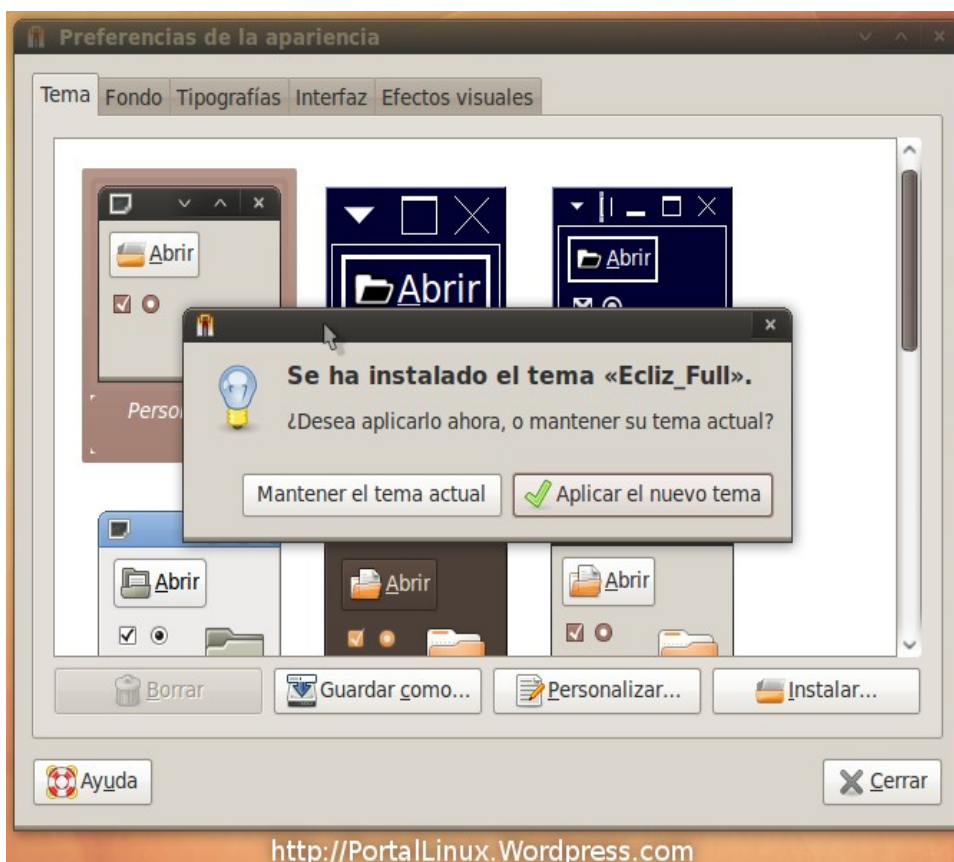 Preferencias de la apariencia
Tema Fondo Tipografías Interfaz Efectos visuales
Abrir
Abrir
Abrir
Se ha instalado el tema «Ecliz_Full».
¿Desea aplicarlo ahora, o mantener su tema actual?
Mantener el tema actual Aplicar el nuevo tema
Abrir
Abrir
Abrir
Borrar Guardar como... Personalizar... Instalar...
Ayuda Cerrar
http://PortalLinux.Wordpress.com